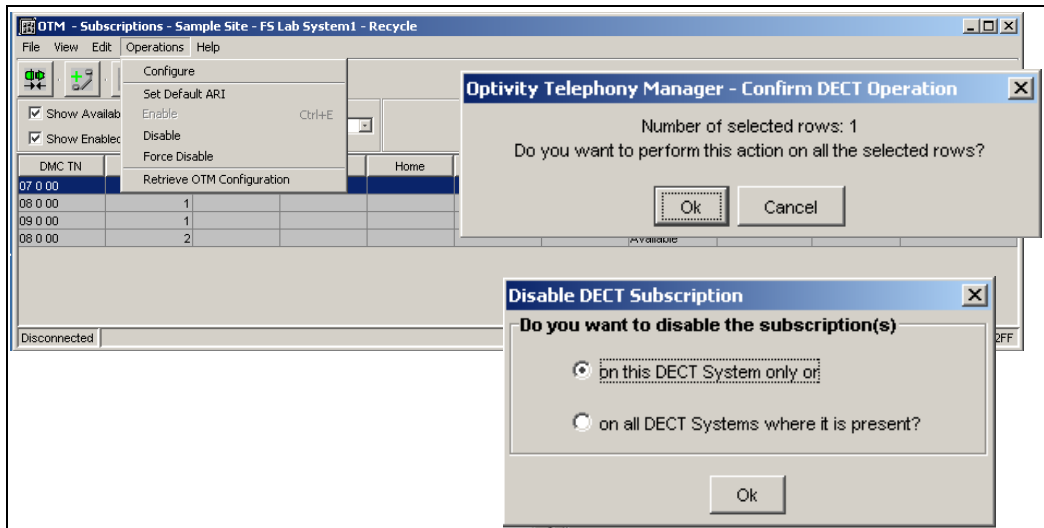 OTM - Subscriptions - Sample Site - FS Lab System1 - Recycle
File View Edit Operations Help
Configure
Set Default ARI
Enable Ctrl+E
Disable
Force Disable
Retrieve OTM Configuration
Show Availab
Show Enabled
DMC TN Home
07 0 00
08 0 00 1
09 0 00 1
08 0 00 2 Available
Disconnected 2FF
Optivity Telephony Manager - Confirm DECT Operation
Number of selected rows: 1
Do you want to perform this action on all the selected rows?
Ok Cancel
Disable DECT Subscription
Do you want to disable the subscription(s)
on this DECT System only or
on all DECT Systems where it is present?
Ok